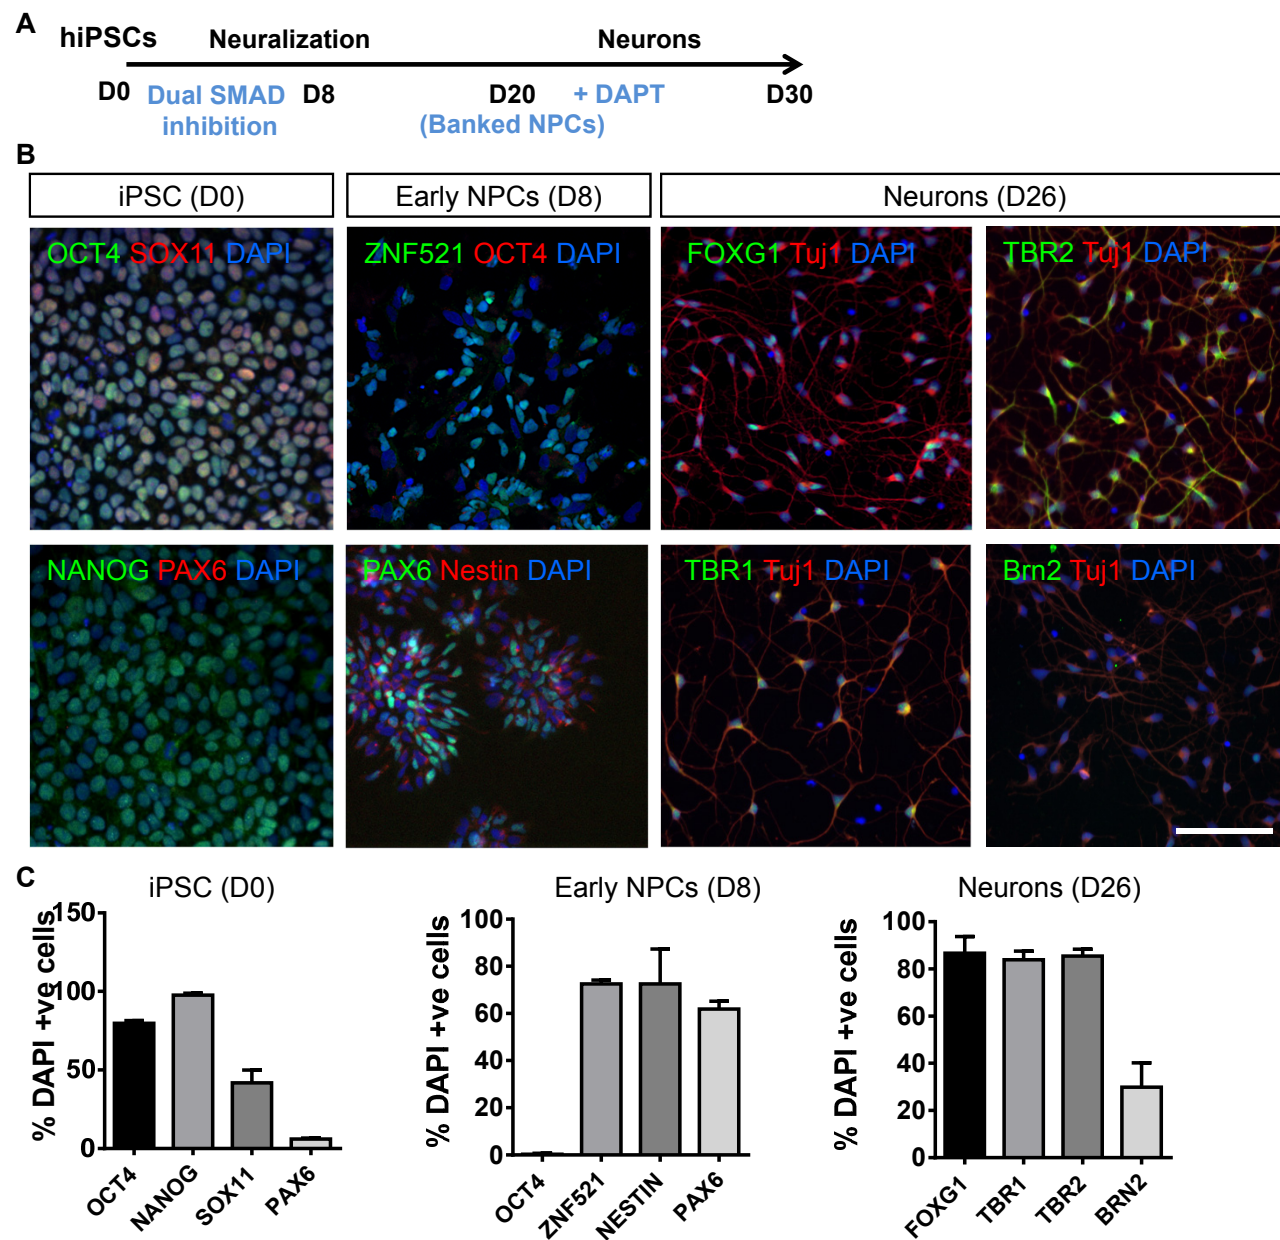 A
hiPSCs Neuralization Neurons
D0 Dual SMAD inhibition D8 D20 + DAPT D30
(Banked NPCs)
B
iPSC (D0) Early NPCs (D8) Neurons (D26)
OCT4 SOX11 DAPI
ZNF521 OCT4 DAPI
FOXG1 Tuj1 DAPI
TBR2 Tuj1 DAPI
NANOG PAX6 DAPI
PAX6 Nestin DAPI
TBR1 Tuj1 DAPI
Brn2 Tuj1 DAPI
C
iPSC (D0)
% DAPI +ve cells
150
100
50
0
OCT4 NANOG SOX11 PAX6
Early NPCs (D8)
% DAPI +ve cells
100
80
60
40
20
0
OCT4 ZNF521 NESTIN PAX6
Neurons (D26)
% DAPI +ve cells
100
80
60
40
20
0
FOXG1 TBR1 TBR2 BRN2